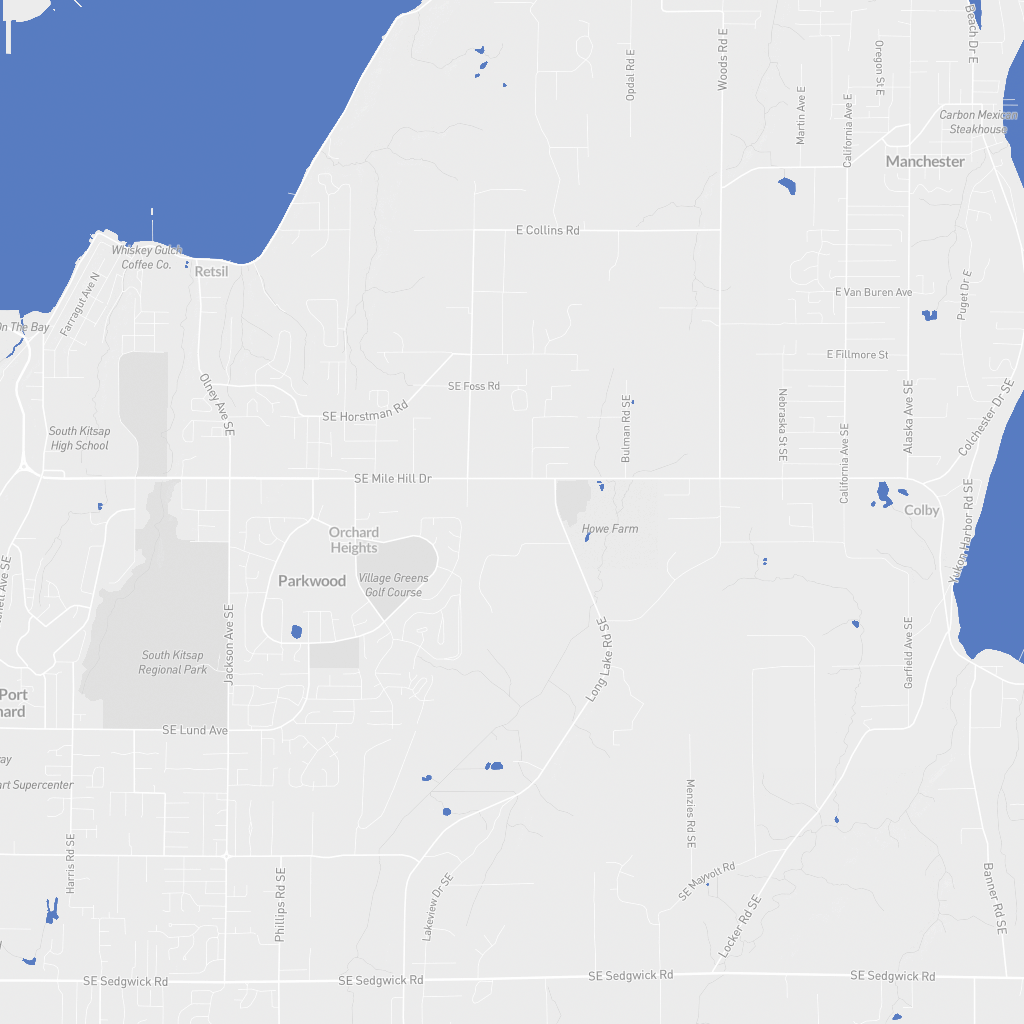 Beach Dr E
Oregon St E
Opdal Rd E
Woods Rd E
Martin Ave E
California Ave E
Carbon Mexican
Steakhouse
Manchester
E Collins Rd
Whiskey Gulch
Coffee Co.
Retsil
Farragut Ave N
On The Bay
E Van Buren Ave
Puget Dr E
E Fillmore St
Olney Ave SE
SE Foss Rd
SE Horstman Rd
Bulman Rd SE
Nebraska St SE
Alaska Ave SE
Colchester Dr SE
South Kitsap
High School
California Ave SE
SE Mile Hill Dr
Yukon Harbor Rd SE
Colby
Orchard
Heights
Howe Farm
Parkwood
Village Greens
Golf Course
Jackson Ave SE
Long Lake Rd SE
Garfield Ave SE
South Kitsap
Regional Park
Port
hard
SE Lund Ave
art Supercenter
Menzies Rd SE
Harris Rd SE
Phillips Rd SE
Lakeview Dr SE
SE Mayvolt Rd
Locker Rd SE
Banner Rd SE
SE Sedgwick Rd
SE Sedgwick Rd
SE Sedgwick Rd
SE Sedgwick Rd